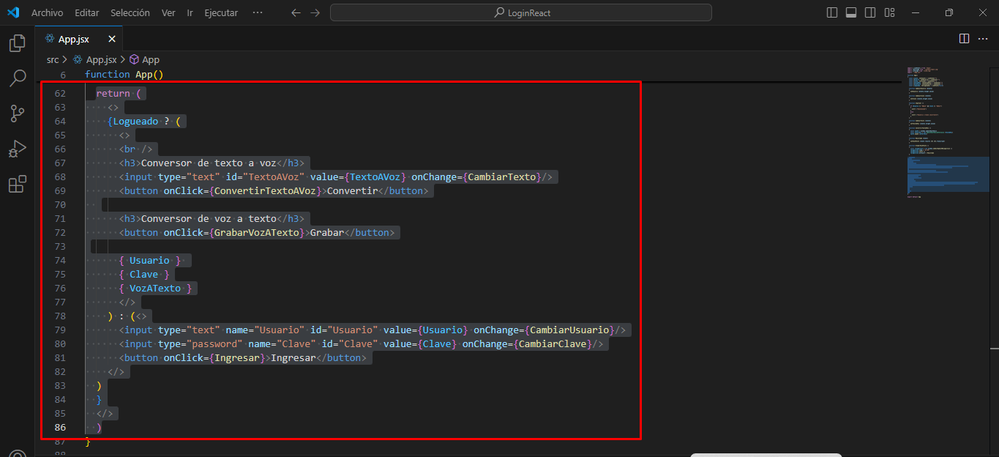 Archivo Editar Selección Ver Ir Ejecutar ··· LoginReact
App.jsx
src > App.jsx > App
6 function App()
62 return (
63 <>
64 {Logueado ? (
65 <>
66 <br />
67 <h3>Conversor de texto a voz</h3>
68 <input type="text" id="TextoAVoz" value={TextoAVoz} onChange={CambiarTexto}/>
69 <button onClick={ConvertirTextoAVoz}>Convertir</button>
70
71 <h3>Conversor de voz a texto</h3>
72 <button onClick={GrabarVozATexto}>Grabar</button>
73
74 { Usuario }
75 { Clave }
76 { VozATexto }
77 </>
78 ) : (<>
79 <input type="text" name="Usuario" id="Usuario" value={Usuario} onChange={CambiarUsuario}/>
80 <input type="password" name="Clave" id="Clave" value={Clave} onChange={CambiarClave}/>
81 <button onClick={Ingresar}>Ingresar</button>
82 </>
83 )
84 }
85 </>
86 )
87 }
88